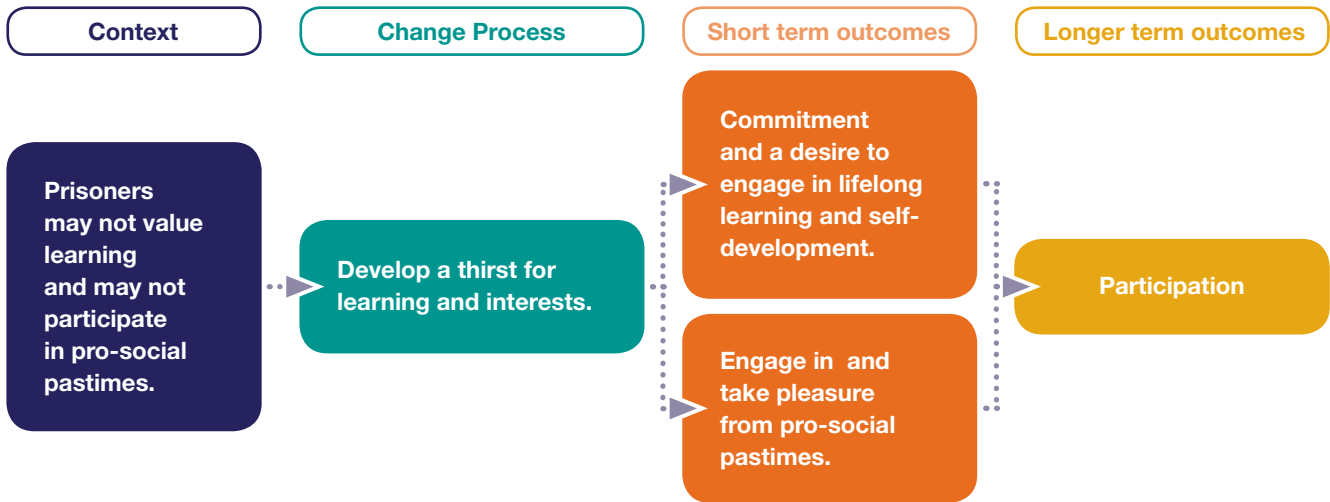 Context
Change Process
Short term outcomes
Longer term outcomes
Prisoners
may not value
learning
and may not
participate
in pro-social
pastimes.
Develop a thirst for
learning and interests.
Commitment
and a desire to
engage in lifelong
learning and self-
development.
Engage in and
take pleasure
from pro-social
pastimes.
Participation